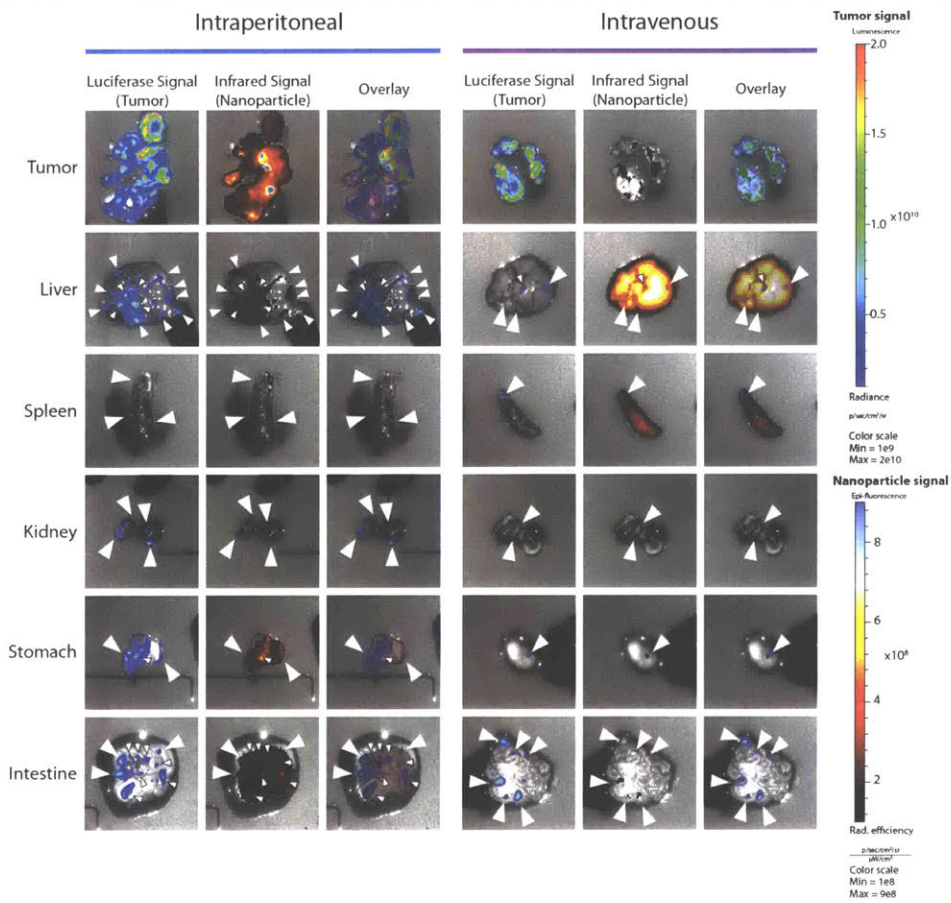 Intraperitoneal
Intravenous
Luciferase Signal
(Tumor)
Infrared Signal
(Nanoparticle)
Overlay
Luciferase Signal
(Tumor)
Infrared Signal
(Nanoparticle)
Overlay
Tumor
Liver
Spleen
Kidney
Stomach
Intestine
Tumor signal
Luminescence
2.0
1.5
1.0
x10¹⁰
0.5
Radiance
p/sec/cm²/sr
Color scale
Min = 1e9
Max = 2e10
Nanoparticle signal
Epi-fluorescence
8
6
x10⁸
4
2
Rad. efficiency
p/sec/cm²/sr
µW/cm²
Color scale
Min = 1e8
Max = 9e8